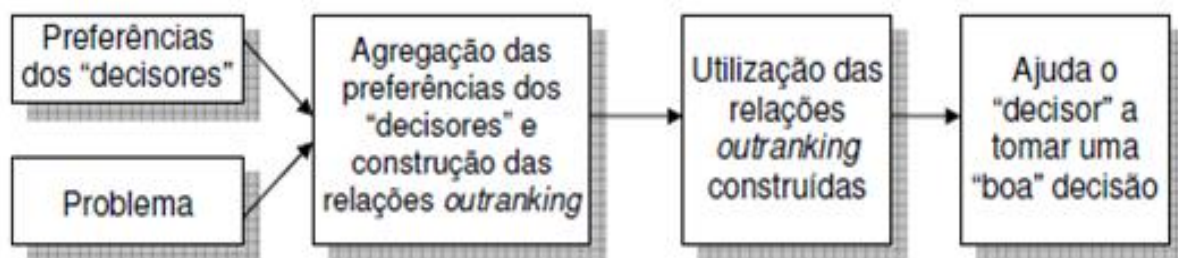 Preferências
dos “decisores”
Problema
Agregação das
preferências dos
“decisores” e
construção das
relações outranking
Utilização das
relações
outranking
construídas
Ajuda o
“decisor” a
tomar uma
“boa” decisão